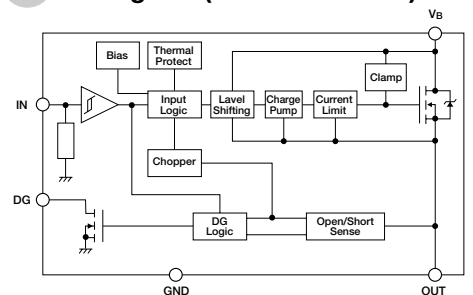 VB
Bias
Thermal
Protect
Clamp
IN
Input
Logic
Lavel
Shifting
Charge
Pump
Current
Limit
Chopper
DG
DG
Logic
Open/Short
Sense
GND
OUT